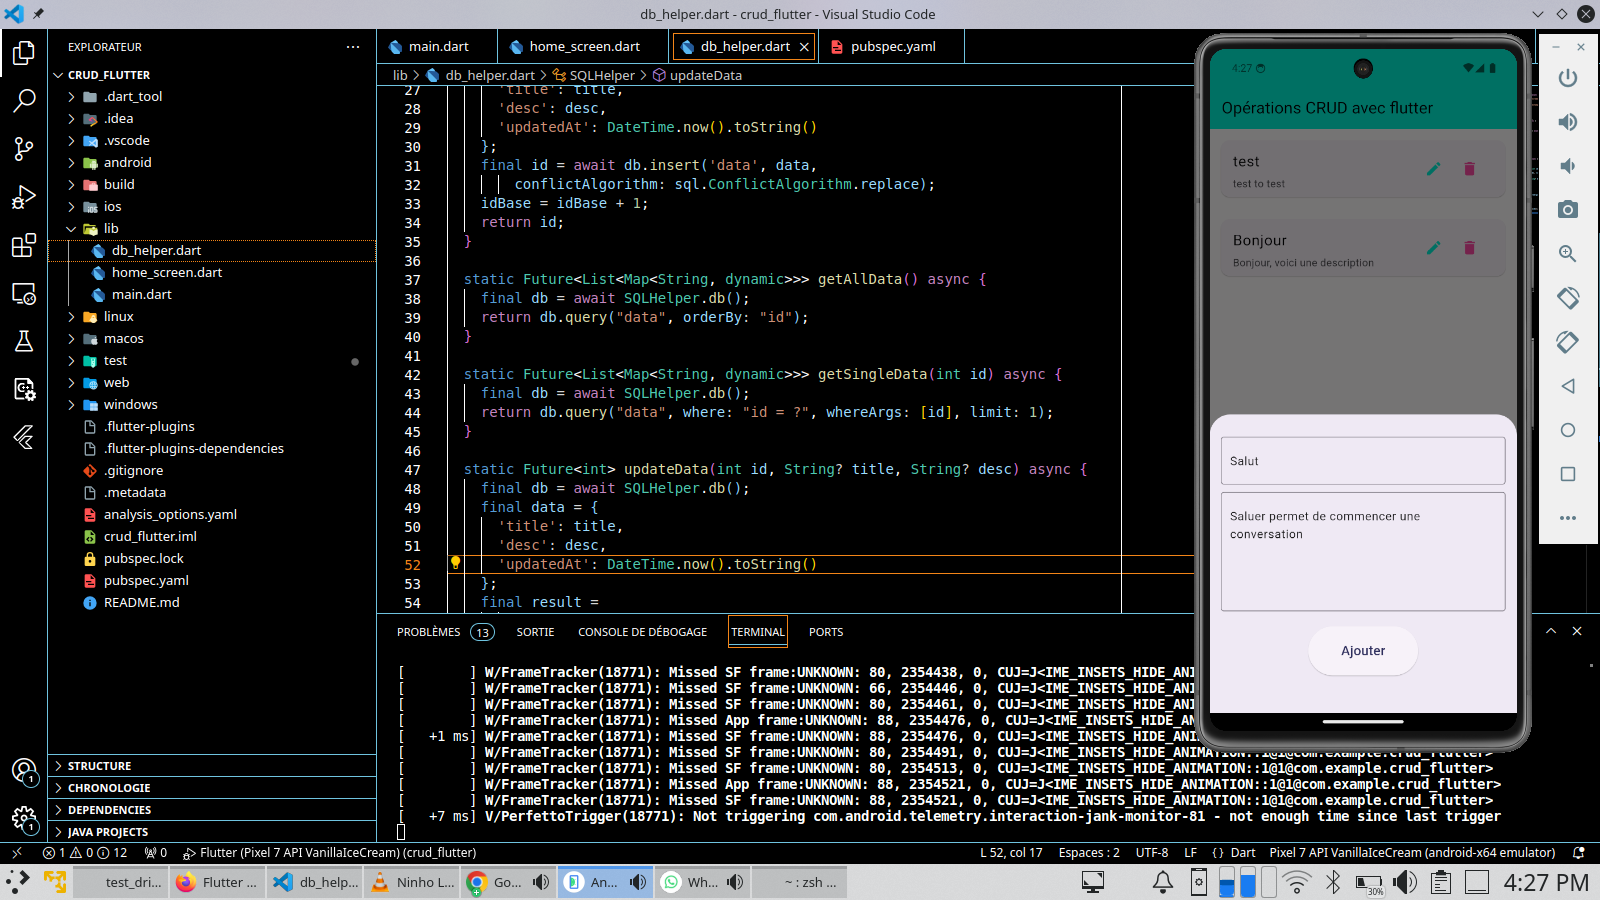 db_helper.dart - crud_flutter - Visual Studio Code
EXPLORATEUR
CRUD_FLUTTER
.dart_tool
.idea
.vscode
android
build
ios
lib
db_helper.dart
home_screen.dart
main.dart
linux
macos
test
web
windows
.flutter-plugins
.flutter-plugins-dependencies
.gitignore
.metadata
analysis_options.yaml
crud_flutter.iml
pubspec.lock
pubspec.yaml
README.md
STRUCTURE
CHRONOLOGIE
DEPENDENCIES
JAVA PROJECTS
1
1
main.dart
home_screen.dart
db_helper.dart
pubspec.yaml
lib > db_helper.dart > SQLHelper > updateData
27 'title': title,
28 'desc': desc,
29 'updatedAt': DateTime.now().toString()
30 };
31 final id = await db.insert('data', data,
32 conflictAlgorithm: sql.ConflictAlgorithm.replace);
33 idBase = idBase + 1;
34 return id;
35 }
36
37 static Future<List<Map<String, dynamic>>> getAllData() async {
38 final db = await SQLHelper.db();
39 return db.query("data", orderBy: "id");
40 }
41
42 static Future<List<Map<String, dynamic>>> getSingleData(int id) async {
43 final db = await SQLHelper.db();
44 return db.query("data", where: "id = ?", whereArgs: [id], limit: 1);
45 }
46
47 static Future<int> updateData(int id, String? title, String? desc) async {
48 final db = await SQLHelper.db();
49 final data = {
50 'title': title,
51 'desc': desc,
52 'updatedAt': DateTime.now().toString()
53 };
54 final result =
PROBLÈMES 13 SORTIE CONSOLE DE DÉBOGAGE TERMINAL PORTS
[ ] W/FrameTracker(18771): Missed SF frame:UNKNOWN: 80, 2354438, 0, CUJ=J<IME_INSETS_HIDE_ANI
[ ] W/FrameTracker(18771): Missed SF frame:UNKNOWN: 66, 2354446, 0, CUJ=J<IME_INSETS_HIDE_ANI
[ ] W/FrameTracker(18771): Missed SF frame:UNKNOWN: 80, 2354461, 0, CUJ=J<IME_INSETS_HIDE_ANI
[ ] W/FrameTracker(18771): Missed App frame:UNKNOWN: 88, 2354476, 0, CUJ=J<IME_INSETS_HIDE_AN
[ +1 ms] W/FrameTracker(18771): Missed SF frame:UNKNOWN: 88, 2354476, 0, CUJ=J<IME_INSETS_HIDE_ANI
[ ] W/FrameTracker(18771): Missed SF frame:UNKNOWN: 80, 2354491, 0, CUJ=J<IME_INSETS_HIDE_ANIMATION::1@1@com.example.crud_flutter>
[ ] W/FrameTracker(18771): Missed SF frame:UNKNOWN: 80, 2354513, 0, CUJ=J<IME_INSETS_HIDE_ANIMATION::1@1@com.example.crud_flutter>
[ ] W/FrameTracker(18771): Missed App frame:UNKNOWN: 88, 2354521, 0, CUJ=J<IME_INSETS_HIDE_ANIMATION::1@1@com.example.crud_flutter>
[ ] W/FrameTracker(18771): Missed SF frame:UNKNOWN: 88, 2354521, 0, CUJ=J<IME_INSETS_HIDE_ANIMATION::1@1@com.example.crud_flutter>
[ +7 ms] V/PerfettoTrigger(18771): Not triggering com.android.telemetry.interaction-jank-monitor-81 - not enough time since last trigger
4:27
Opérations CRUD avec flutter
test
test to test
Bonjour
Bonjour, voici une description
Salut
Saluer permet de commencer une
conversation
Ajouter
1 0 12 0 Flutter (Pixel 7 API VanillaIceCream) (crud_flutter) L 52, col 17 Espaces : 2 UTF-8 LF {} Dart Pixel 7 API VanillaIceCream (android-x64 emulator)
test_dri... Flutter ... db_help... Ninho L... Go... An... Wh... ~ : zsh ... 30% 4:27 PM